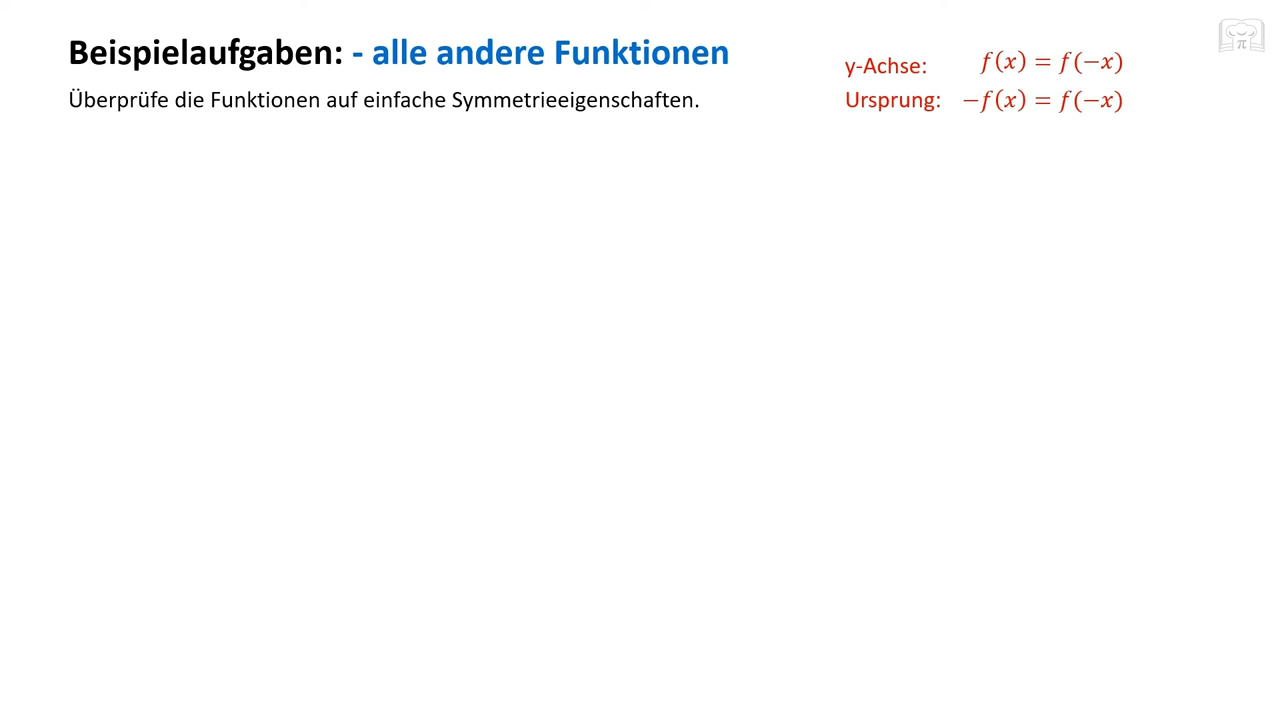 Beispielaufgaben: - alle andere Funktionen
Überprüfe die Funktionen auf einfache Symmetrieeigenschaften.
y-Achse: f(x) = f(−x)
Ursprung: −f(x) = f(−x)
π